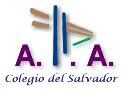 A. . A.
Colegio del Salvador